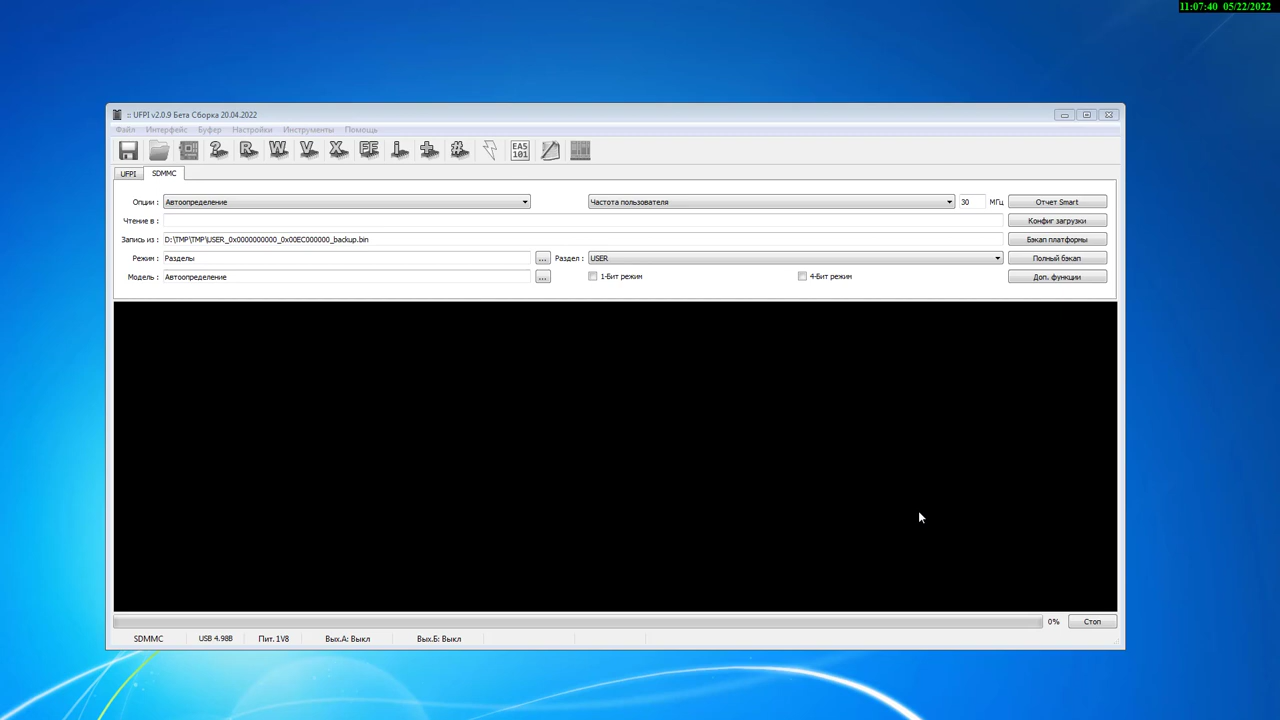 11:07:40 05/22/2022
:: UFPI v2.0.9 Бета Сборка 20.04.2022
Файл Интерфейс Буфер Настройки Инструменты Помощь
? R W V X FF i + # EA5 101
UFPI SDMMC
Опции : Автоопределение Частота пользователя 30 МГц Отчет Smart
Чтение в : Конфиг загрузки
Запись из : D:\TMP\TMP\USER_0x0000000000_0x00EC000000_backup.bin Бэкап платформы
Режим : Разделы ... Раздел : USER Полный бэкап
Модель : Автоопределение ... 1-Бит режим 4-Бит режим Доп. функции
0% Стоп
SDMMC USB 4.98В Пит. 1V8 Вых.А: Выкл Вых.Б: Выкл